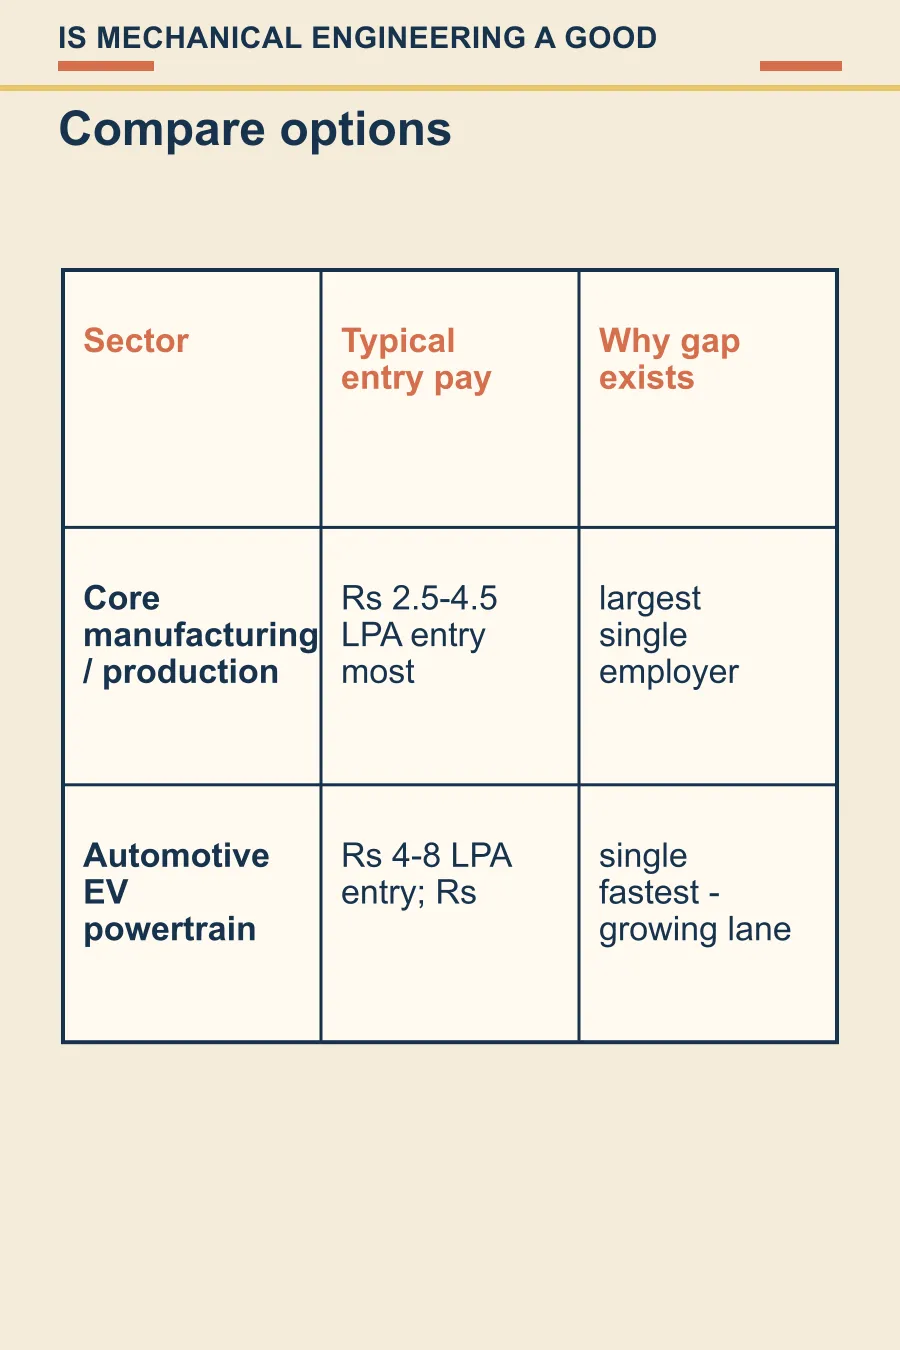 IS MECHANICAL ENGINEERING A GOOD
Compare options
Sector
Typical
entry pay
Why gap
exists
Core
manufacturing
/ production
Rs 2.5-4.5
LPA entry
most
largest
single
employer
Automotive
EV
powertrain
Rs 4-8 LPA
entry; Rs
single
fastest -
growing lane